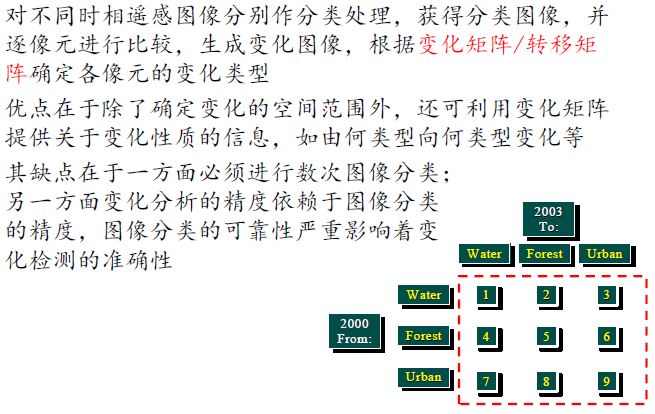 对不同时相遥感图像分别作分类处理，获得分类图像，并
逐像元进行比较，生成变化图像，根据变化矩阵/转移矩
阵确定各像元的变化类型
优点在于除了确定变化的空间范围外，还可利用变化矩阵
提供关于变化性质的信息，如由何类型向何类型变化等
其缺点在于一方面必须进行数次图像分类；
另一方面变化分析的精度依赖于图像分类
的精度，图像分类的可靠性严重影响着变
化检测的准确性
2003
To:
Water Forest Urban
Water 1 2 3
2000
From:
Forest 4 5 6
Urban 7 8 9